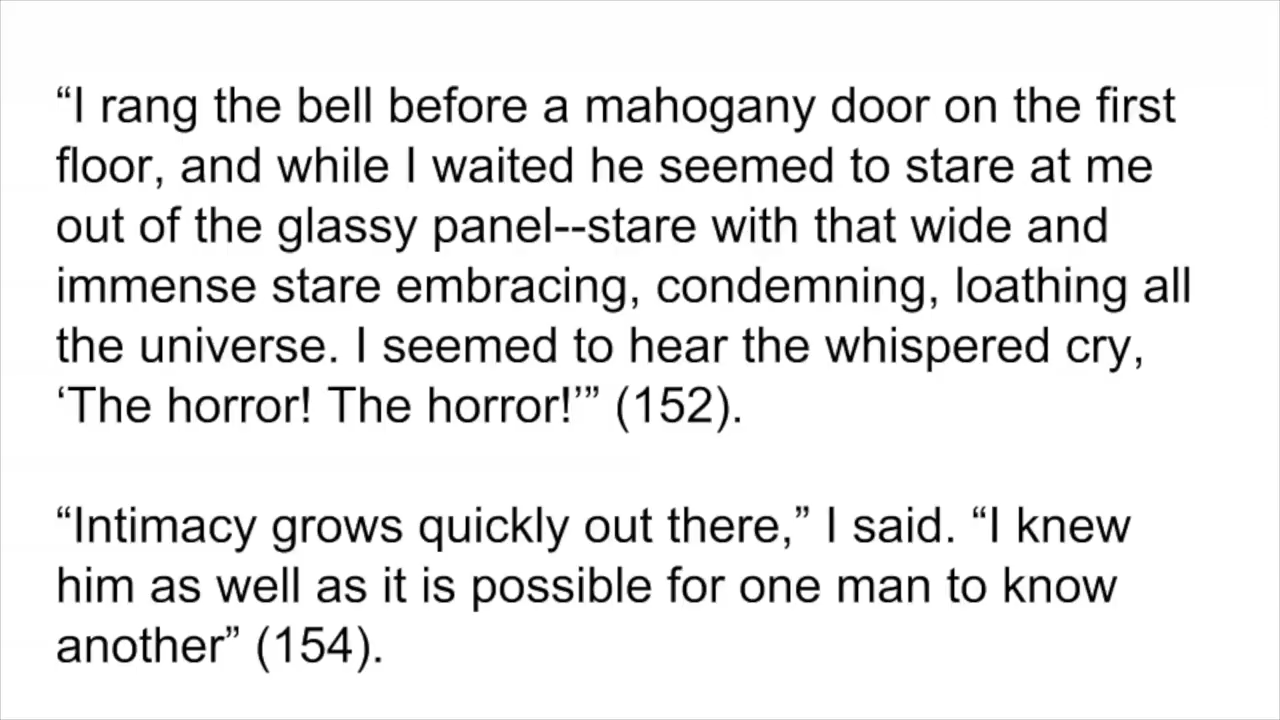 “I rang the bell before a mahogany door on the first
floor, and while I waited he seemed to stare at me
out of the glassy panel--stare with that wide and
immense stare embracing, condemning, loathing all
the universe. I seemed to hear the whispered cry,
‘The horror! The horror!’” (152).
“Intimacy grows quickly out there,” I said. “I knew
him as well as it is possible for one man to know
another” (154).